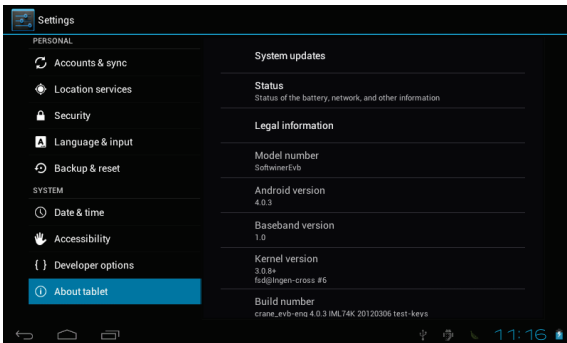 Settings
PERSONAL
Accounts & sync
Location services
Security
A
Language & input
Backup & reset
SYSTEM
Date & time
Accessibility
{ } Developer options
About tablet
System updates
Status
Status of the battery, network, and other information
Legal information
Model number
SoftwinerEvb
Android version
4.0.3
Baseband version
1.0
Kernel version
3.0.8+
fsd@Ingen-cross #6
Build number
crane_evb-eng 4.0.3 IML74K 20120306 test-keys
11:16